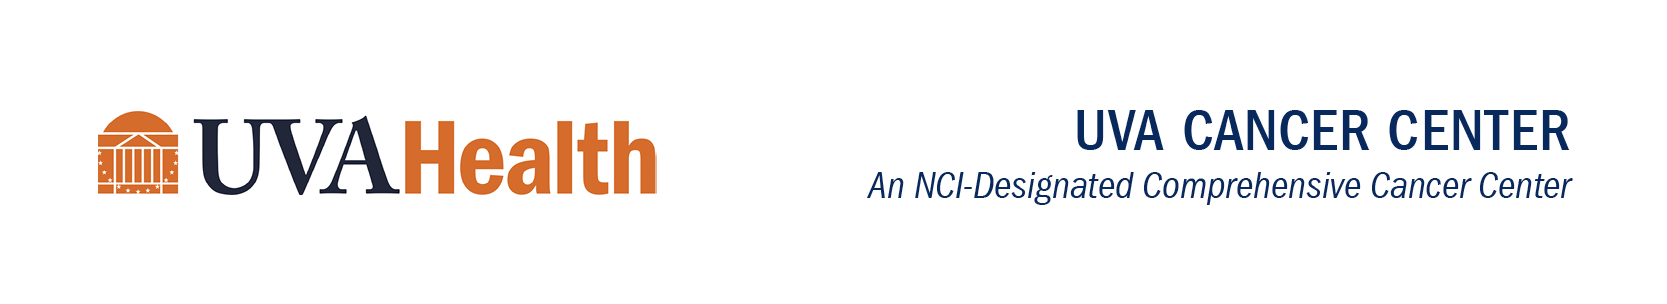 UVAHealth
UVA CANCER CENTER
An NCI-Designated Comprehensive Cancer Center